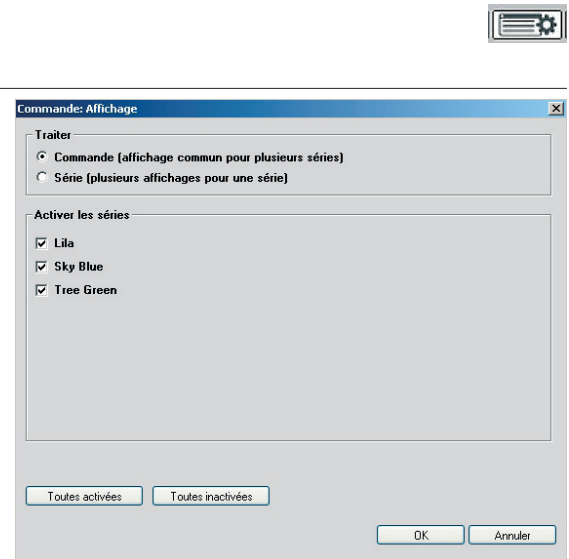 Commande: Affichage
Traiter
Commande (affichage commun pour plusieurs séries)
Série (plusieurs affichages pour une série)
Activer les séries
Lila
Sky Blue
Tree Green
Toutes activées Toutes inactivées
OK Annuler